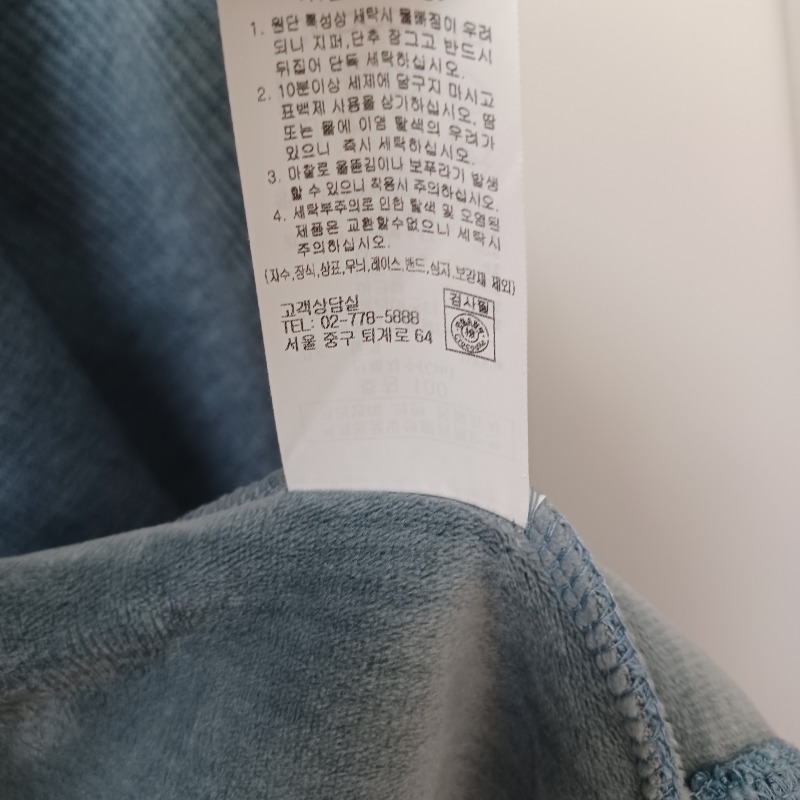 1. 원단 특성상 세탁시 물빠짐이 우려
되니 지퍼,단추 잠그고 반드시
뒤집어 단독 세탁하십시오.
2. 10분이상 세제에 담구지 마시고
표백제 사용을 삼가하십시오. 땀
또는 물에 이염 탈색의 우려가
있으니 즉시 세탁하십시오.
3. 마찰로 올뜯김이나 보푸라기 발생
할 수 있으니 착용시 주의하십시오.
4. 세탁부주의로 인한 탈색 및 오염된
제품은 교환할수없으니 세탁시
주의하십시오.
(자수,장식,상표,무늬,레이스,밴드,심지,보강재 제외)
고객상담실
TEL: 02-778-5888
서울 중구 퇴계로 64
검사필
Crocodile